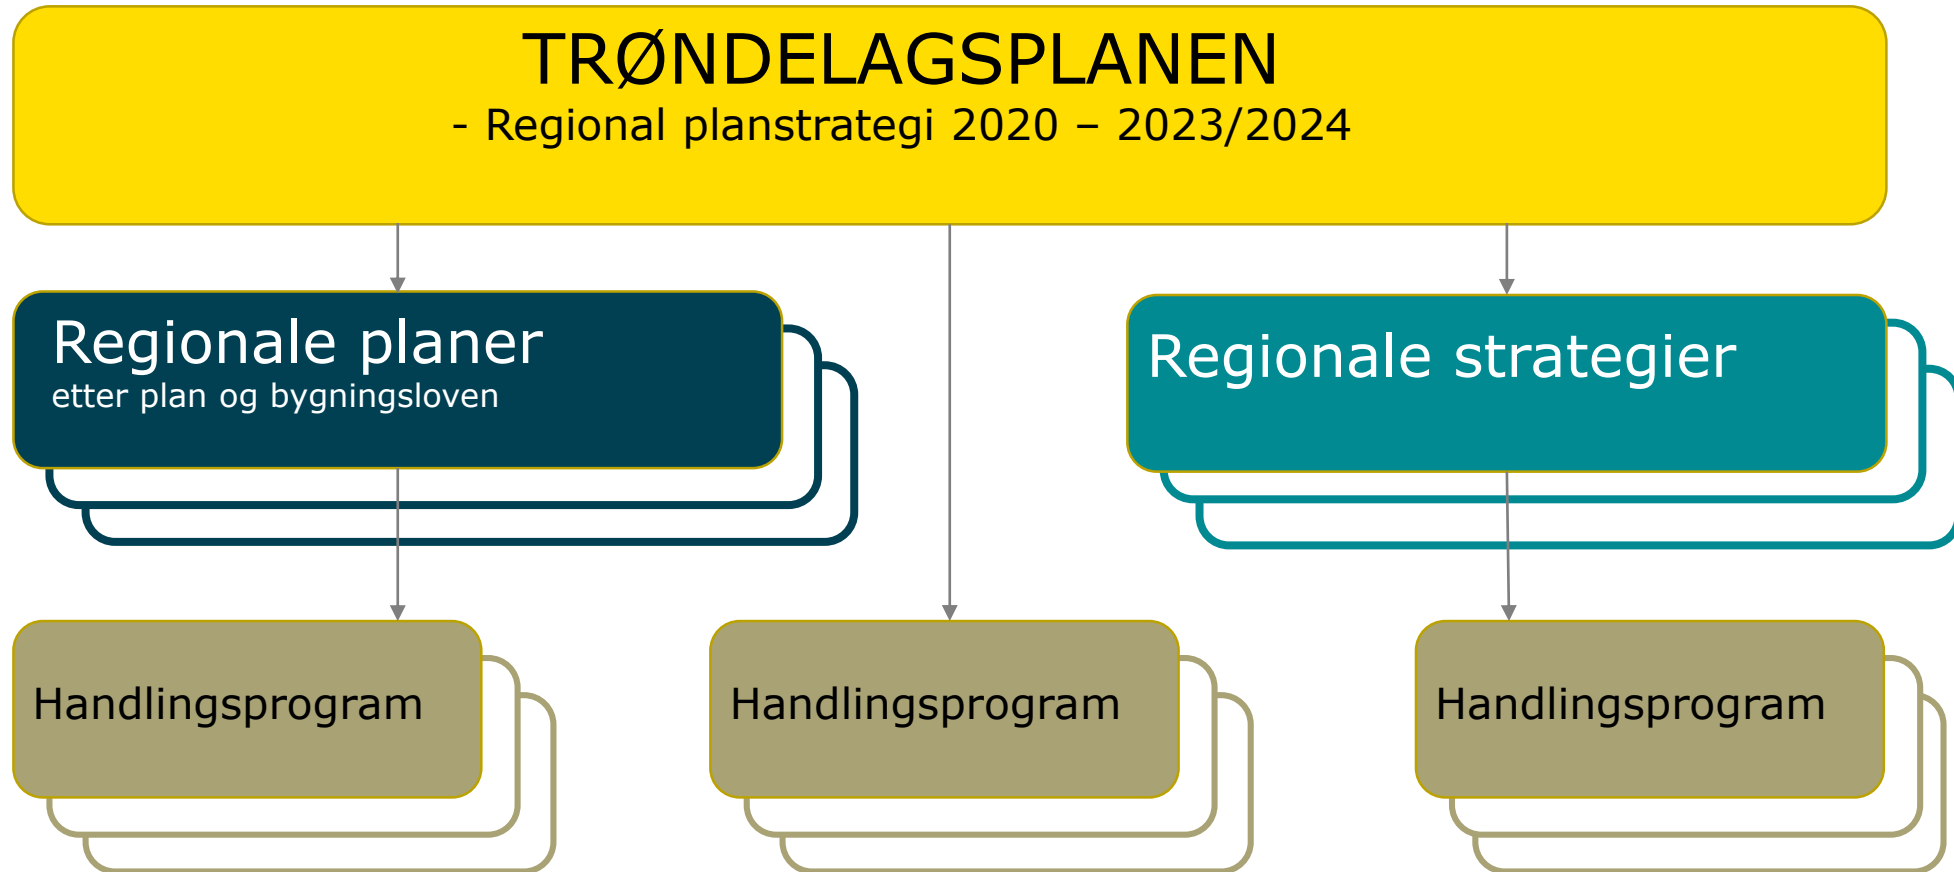 TRØNDELAGSPLANEN
- Regional planstrategi 2020 – 2023/2024
Regionale planer
etter plan og bygningsloven
Regionale strategier
Handlingsprogram
Handlingsprogram
Handlingsprogram